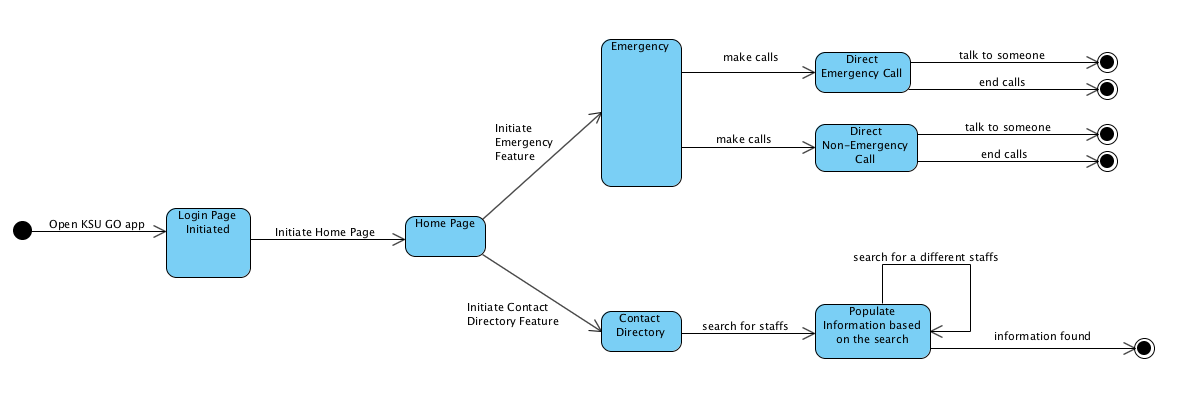 Emergency
make calls
Direct
Emergency Call
talk to someone
end calls
Initiate
Emergency
Feature
make calls
Direct
Non-Emergency
Call
talk to someone
end calls
Open KSU GO app
Login Page
Initiated
Initiate Home Page
Home Page
Initiate Contact
Directory Feature
Contact
Directory
search for staffs
search for a different staffs
Populate
Information based
on the search
information found